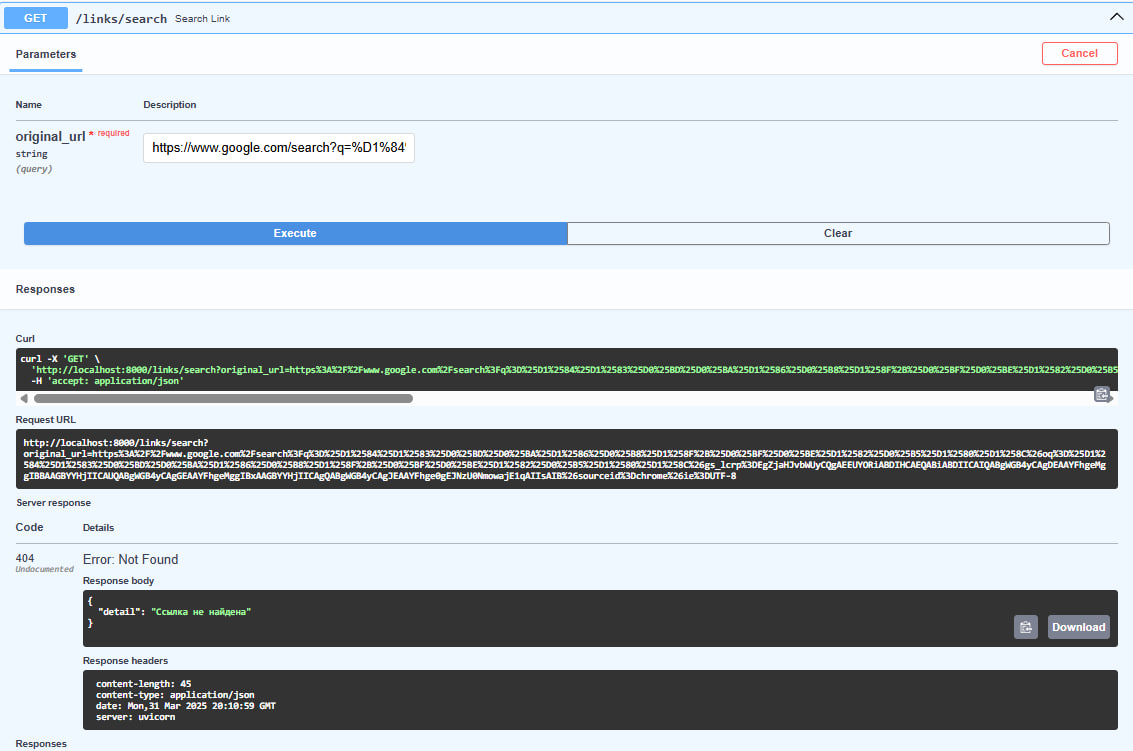 GET /links/search Search Link
Parameters
Cancel
Name Description
original_url * required
string
(query)
https://www.google.com/search?q=%D1%84%
Execute Clear
Responses
Curl
curl -X 'GET' \
'http://localhost:8000/links/search?original_url=https%3A%2F%2Fwww.google.com%2Fsearch%3Fq%3D%25D1%2584%25D1%2583%25D0%25BD%25D0%25BA%25D1%2586%25D0%25B8%25D1%258F%2B%25D0%25BF%25D0%25BE%25D1%2582%25D0%25B5
-H 'accept: application/json'
Request URL
http://localhost:8000/links/search?
original_url=https%3A%2F%2Fwww.google.com%2Fsearch%3Fq%3D%25D1%2584%25D1%2583%25D0%25BD%25D0%25BA%25D1%2586%25D0%25B8%25D1%258F%2B%25D0%25BF%25D0%25BE%25D1%2582%25D0%25B5%25D1%2580%25D1%258C%26oq%3D%25D1%2
584%25D1%2583%25D0%25BD%25D0%25BA%25D1%2586%25D0%25B8%25D1%258F%2B%25D0%25BF%25D0%25BE%25D1%2582%25D0%25B5%25D1%2580%25D1%258C%26gs_lcrp%3DEgZjaHJvbWUyCQgAEEUYORiABDIHCAEQABiABDIICAIQABgWGB4yCAgDEAAYFhgeMg
gIBBAAGBYYHjIICAUQABgWGB4yCAgGEAAYFhgeMggIBxAAGBYYHjIICAgQABgWGB4yCAgJEAAYFhge0gEJNzU0NmowajE1qAIIsAIB%26sourceid%3Dchrome%26ie%3DUTF-8
Server response
Code Details
404 Error: Not Found
Undocumented
Response body
{
"detail": "Ссылка не найдена"
}
Download
Response headers
content-length: 45
content-type: application/json
date: Mon,31 Mar 2025 20:10:59 GMT
server: uvicorn
Responses